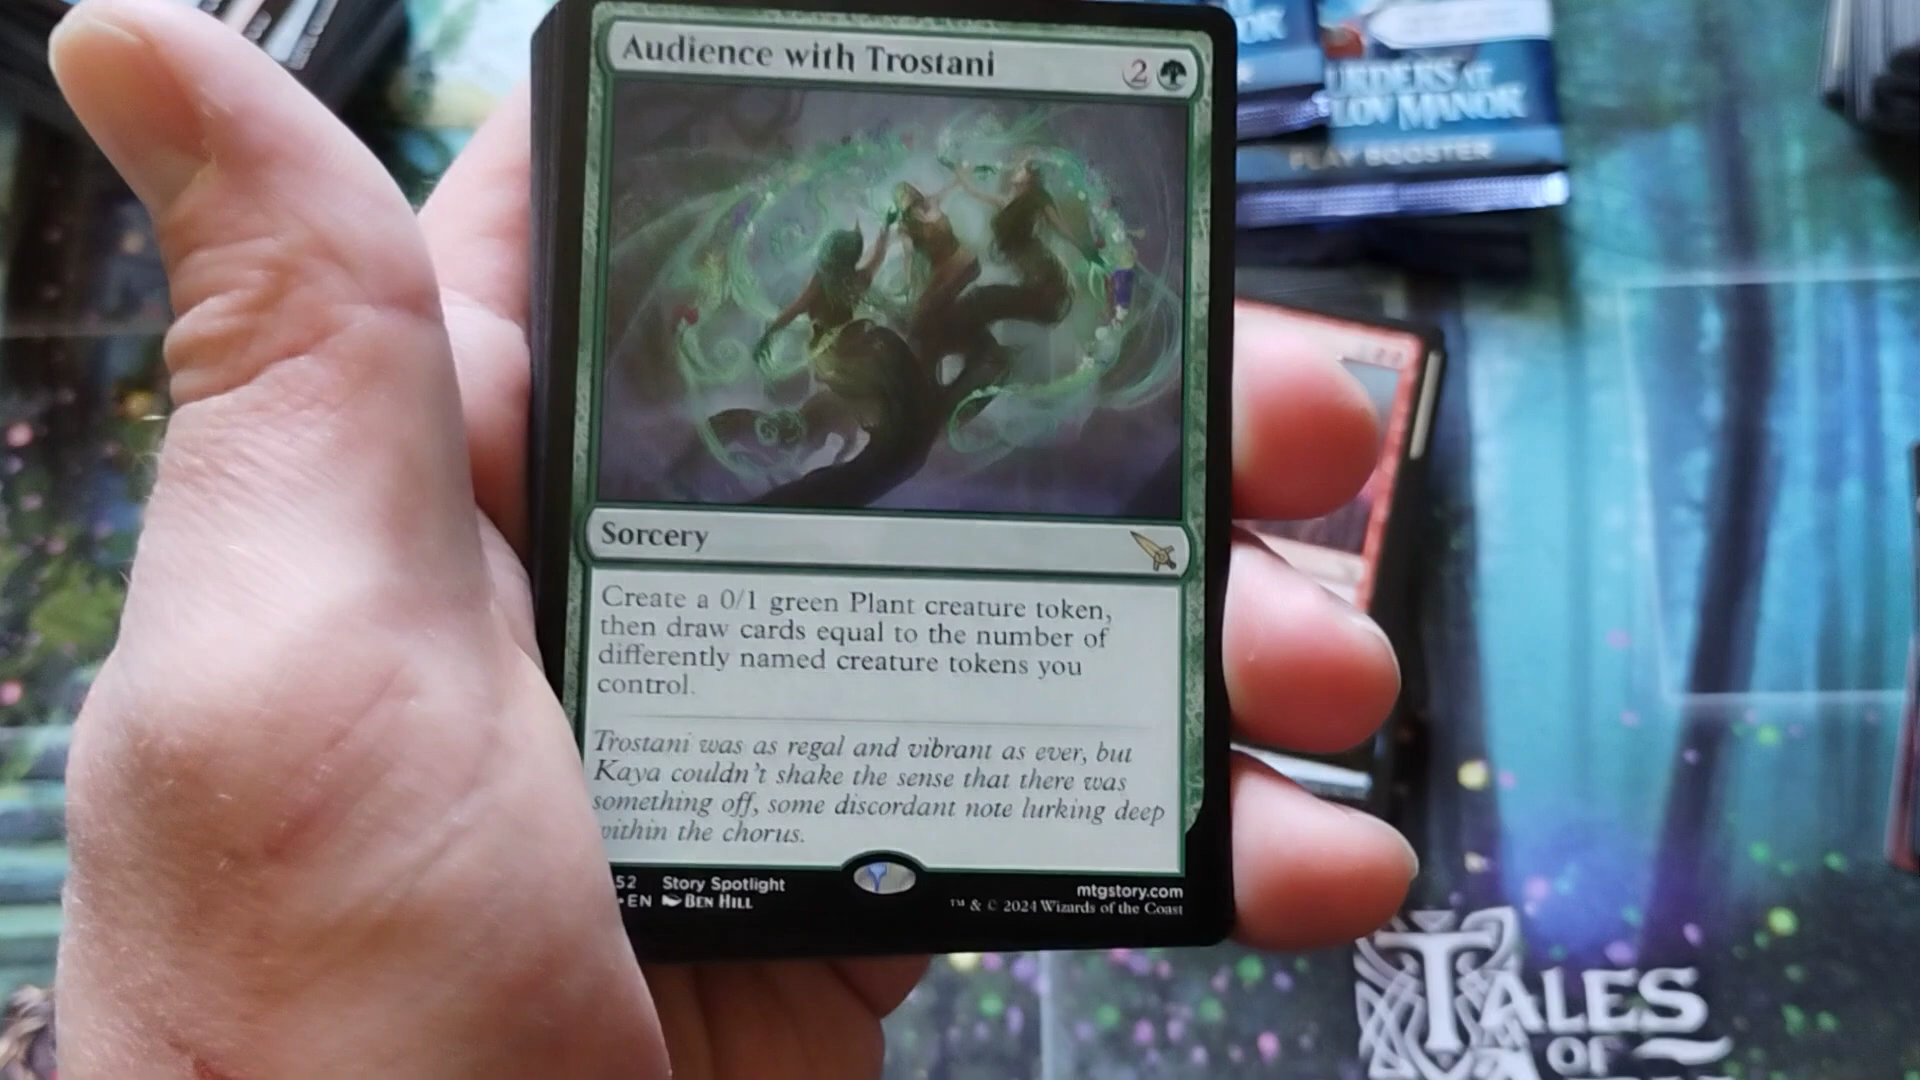 Audience with Trostani
2
Sorcery
Create a 0/1 green Plant creature token,
then draw cards equal to the number of
differently named creature tokens you
control.
Trostani was as regal and vibrant as ever, but
Kaya couldn't shake the sense that there was
something off, some discordant note lurking deep
within the chorus.
52 Story Spotlight
EN BEN HILL
mtgstory.com
™ & © 2024 Wizards of the Coast
MANOR
PLAY BOOSTER
TALES
OF